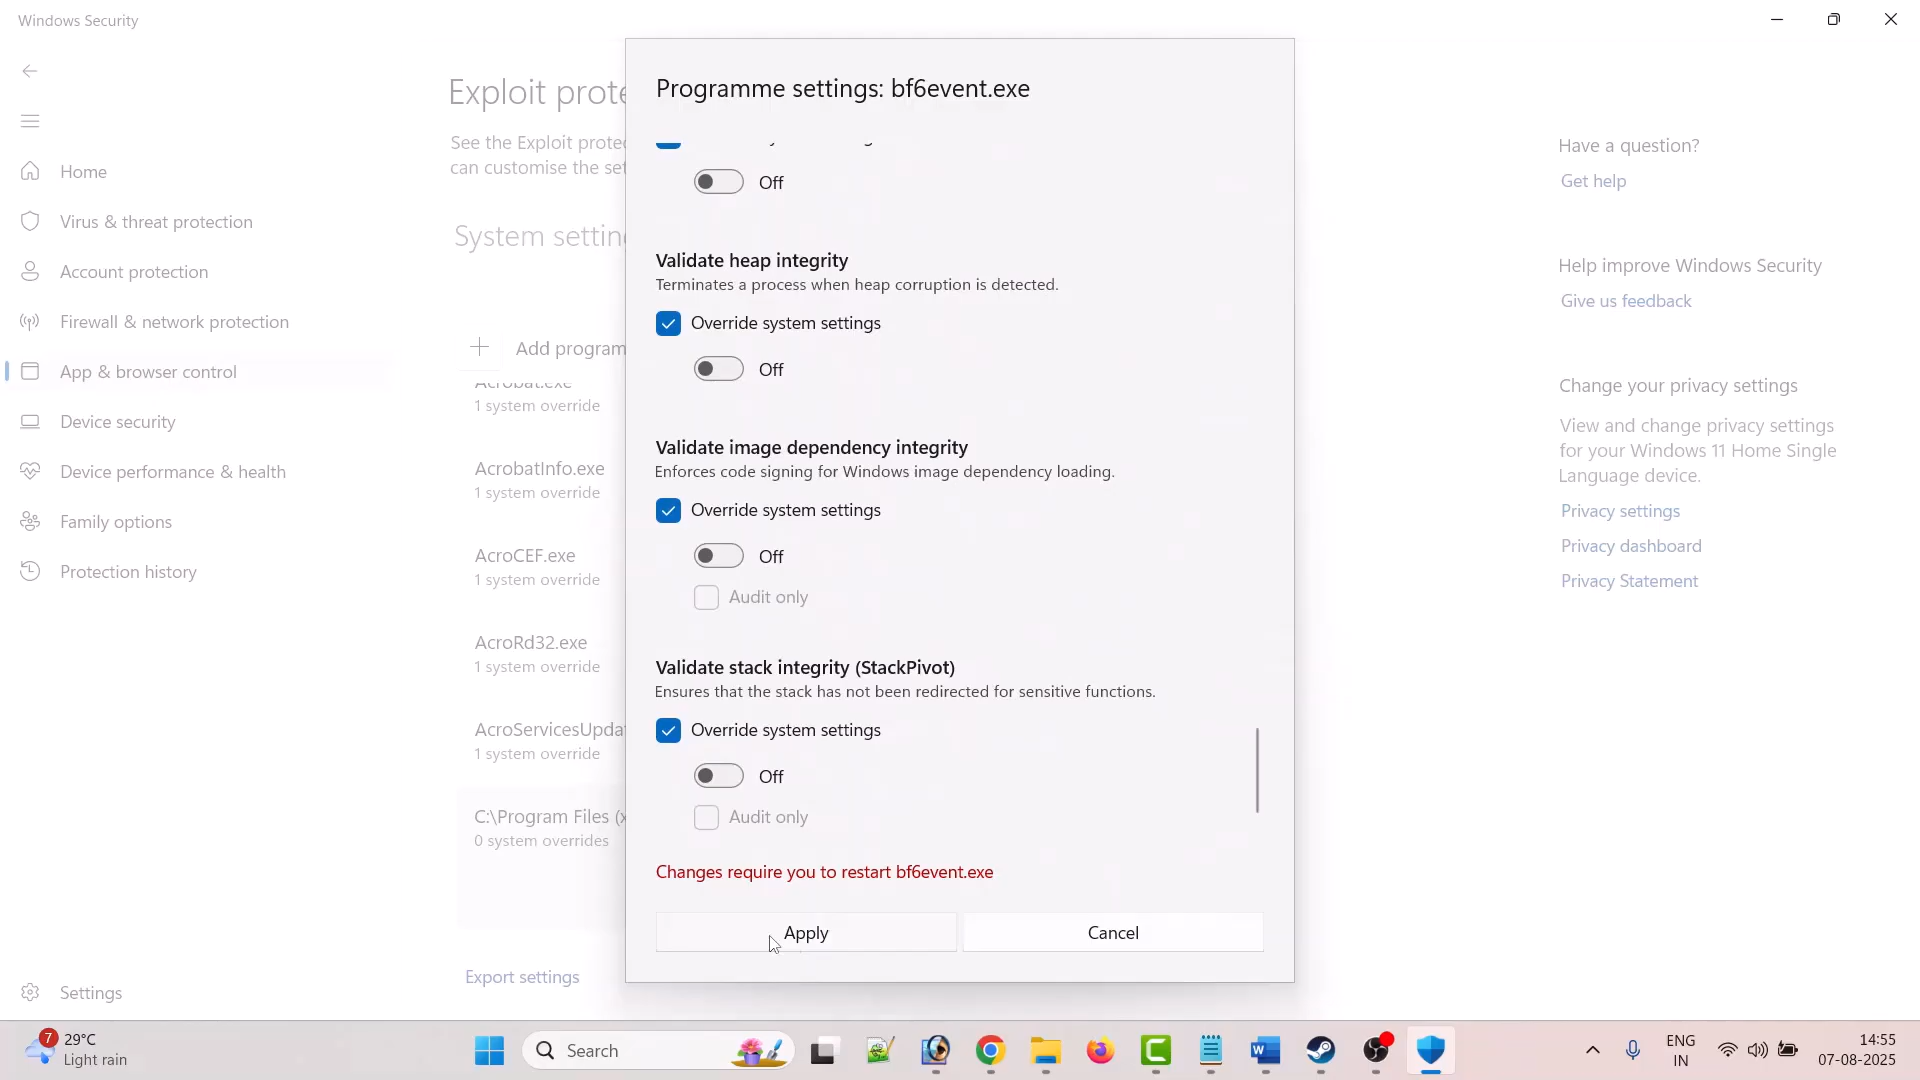 Windows Security
Home
Virus & threat protection
Account protection
Firewall & network protection
App & browser control
Device security
Device performance & health
Family options
Protection history
Settings
Exploit prote
See the Exploit protec
can customise the set
System setting
Add program
Acrobat.exe
1 system override
AcrobatInfo.exe
1 system override
AcroCEF.exe
1 system override
AcroRd32.exe
1 system override
AcroServicesUpdat
1 system override
C:\Program Files (x
0 system overrides
Export settings
Programme settings: bf6event.exe
Off
Validate heap integrity
Terminates a process when heap corruption is detected.
Override system settings
Off
Validate image dependency integrity
Enforces code signing for Windows image dependency loading.
Override system settings
Off
Audit only
Validate stack integrity (StackPivot)
Ensures that the stack has not been redirected for sensitive functions.
Override system settings
Off
Audit only
Changes require you to restart bf6event.exe
Apply Cancel
Have a question?
Get help
Help improve Windows Security
Give us feedback
Change your privacy settings
View and change privacy settings
for your Windows 11 Home Single
Language device.
Privacy settings
Privacy dashboard
Privacy Statement
7
29°C
Light rain
Search
ENG
IN
14:55
07-08-2025